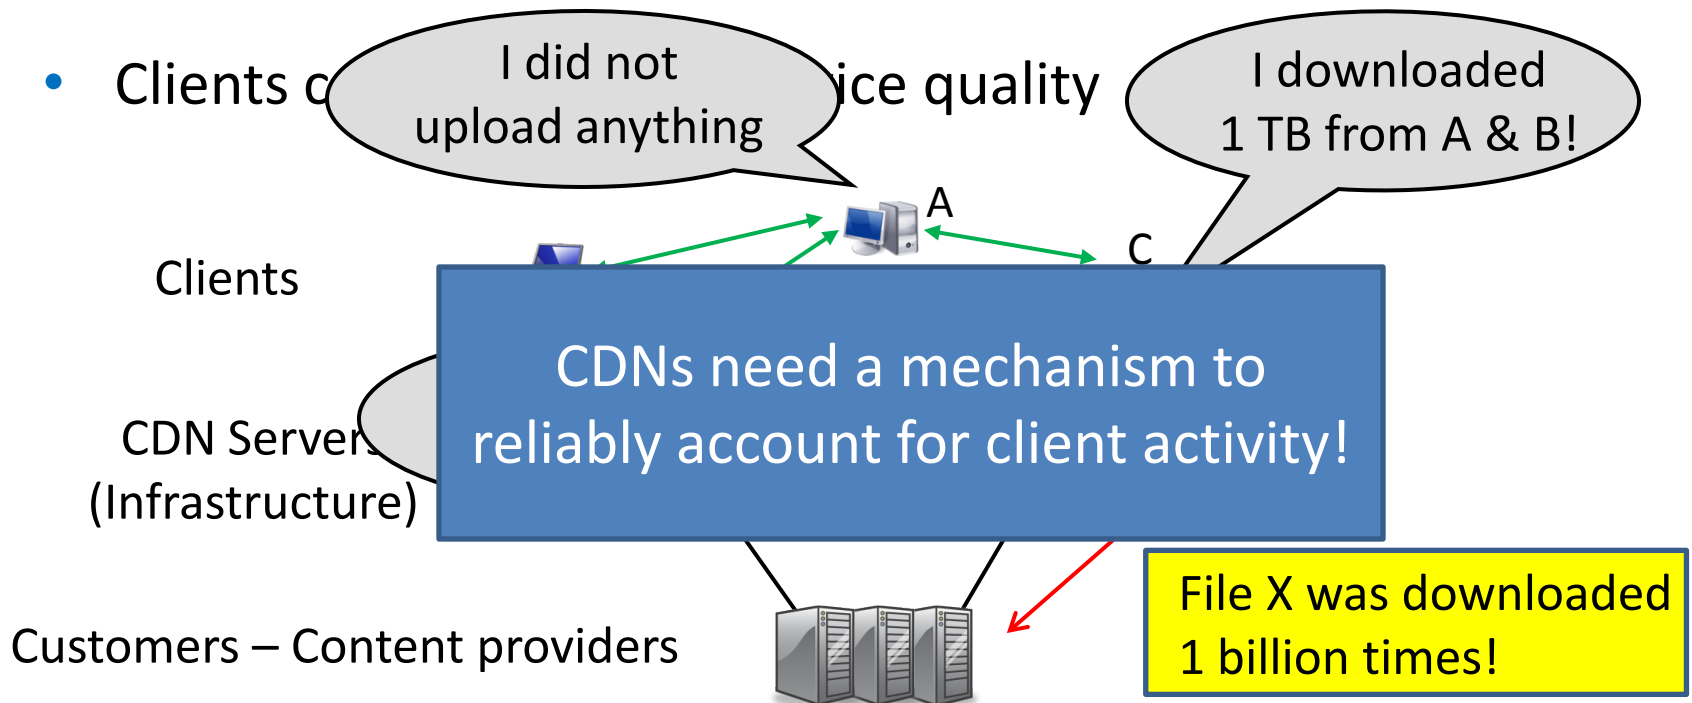 • Clients
ice quality
I did not
upload anything
I downloaded
1 TB from A & B!
A
C
Clients
CDNs need a mechanism to
reliably account for client activity!
CDN Server
(Infrastructure)
File X was downloaded
1 billion times!
Customers – Content providers